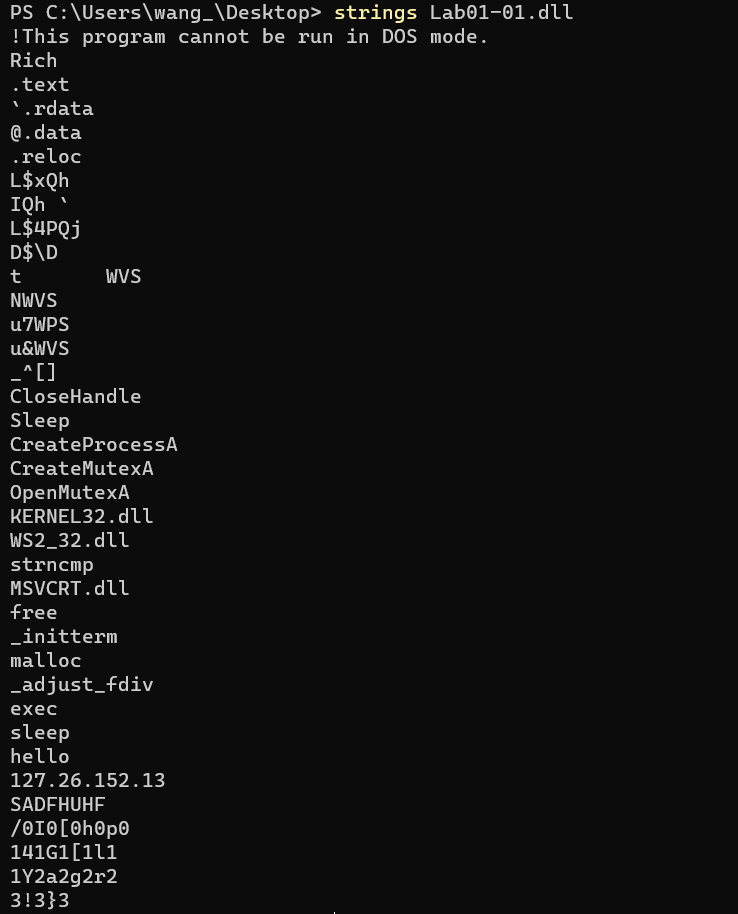 PS C:\Users\wang_\Desktop> strings Lab01-01.dll
!This program cannot be run in DOS mode.
Rich
.text
`.rdata
@.data
.reloc
L$xQh
IQh `
L$4PQj
D$\D
t       WVS
NWVS
u7WPS
u&WVS
_^[]
CloseHandle
Sleep
CreateProcessA
CreateMutexA
OpenMutexA
KERNEL32.dll
WS2_32.dll
strncmp
MSVCRT.dll
free
_initterm
malloc
_adjust_fdiv
exec
sleep
hello
127.26.152.13
SADFHUHF
/0I0[0h0p0
141G1[1l1
1Y2a2g2r2
3!3}3